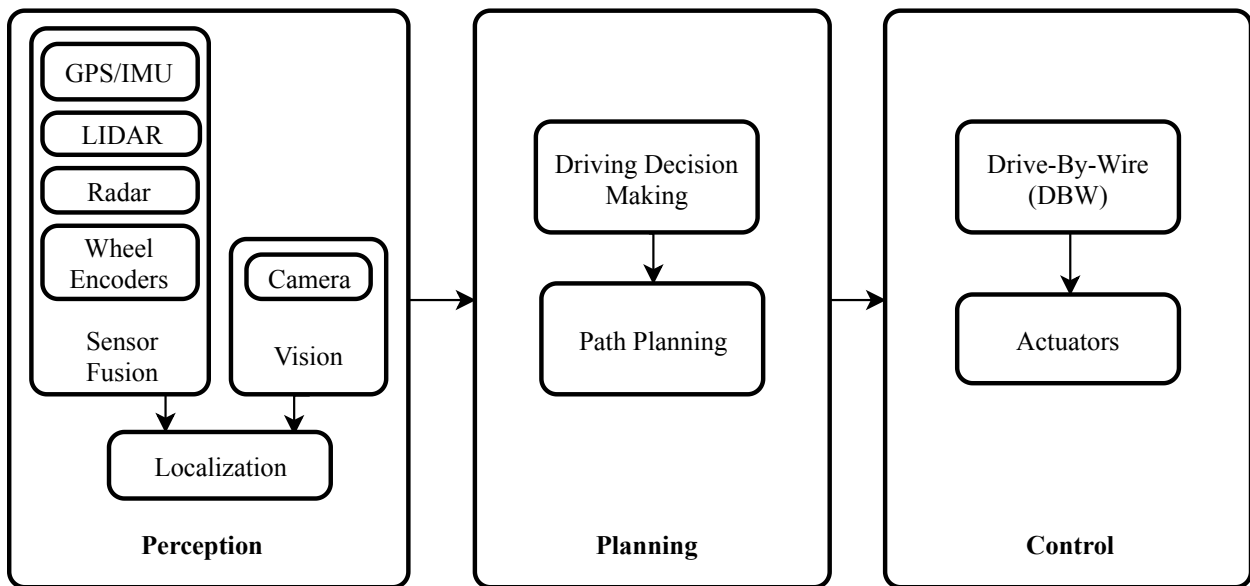 GPS/IMU
LIDAR
Radar
Wheel
Encoders
Sensor
Fusion
Camera
Vision
Localization
Perception
Driving Decision
Making
Path Planning
Planning
Drive-By-Wire
(DBW)
Actuators
Control